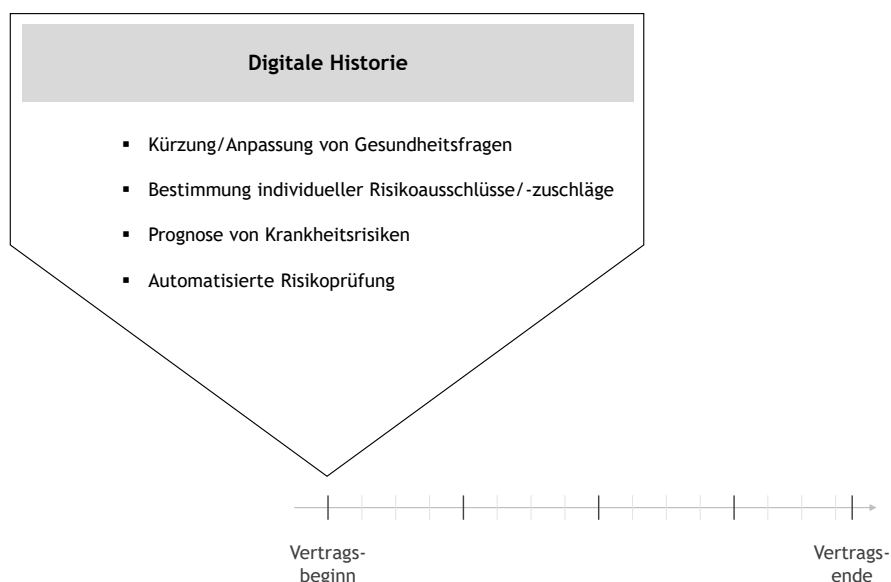 Digitale Historie
▪ Kürzung/Anpassung von Gesundheitsfragen
▪ Bestimmung individueller Risikoausschlüsse/-zuschläge
▪ Prognose von Krankheitsrisiken
▪ Automatisierte Risikoprüfung
Vertrags-
beginn
Vertrags-
ende